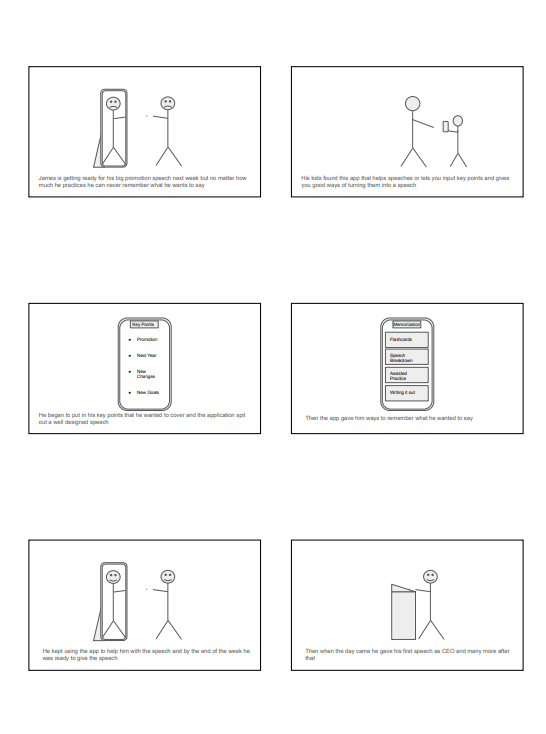 James is getting ready for his big promotion speech next week but no matter how
much he practices he can never remember what he wants to say
His kids found this app that helps speeches or lets you input key points and gives
you good ways of turning them into a speech
Key Points
Promotion
Next Year
New
Changes
New Goals
He began to put in his key points that he wanted to cover and the application spit
out a well designed speech
Memorization
Flashcards
Speech
Breakdown
Assisted
Practice
Writing it out
Then the app gave him ways to remember what he wanted to say
He kept using the app to help him with the speech and by the end of the week he
was ready to give the speech
Then when the day came he gave his first speech as CEO and many more after
that